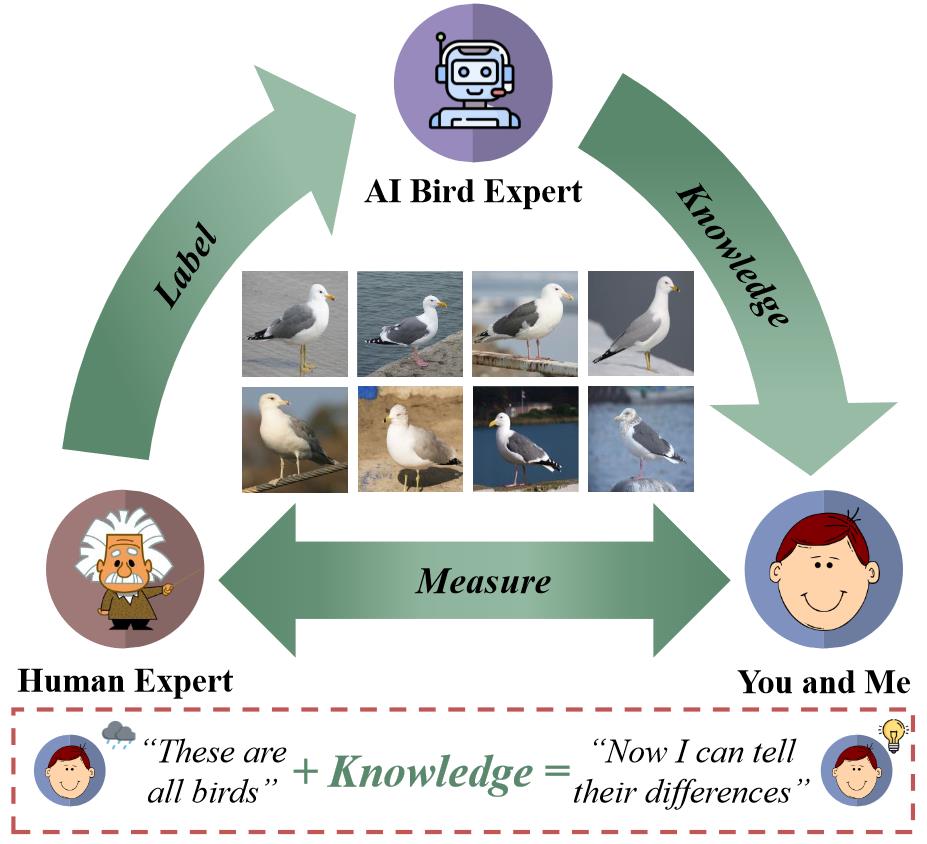 AI Bird Expert
Label
Knowledge
Measure
Human Expert
You and Me
“These are
all birds”
+ Knowledge =
“Now I can tell
their differences”